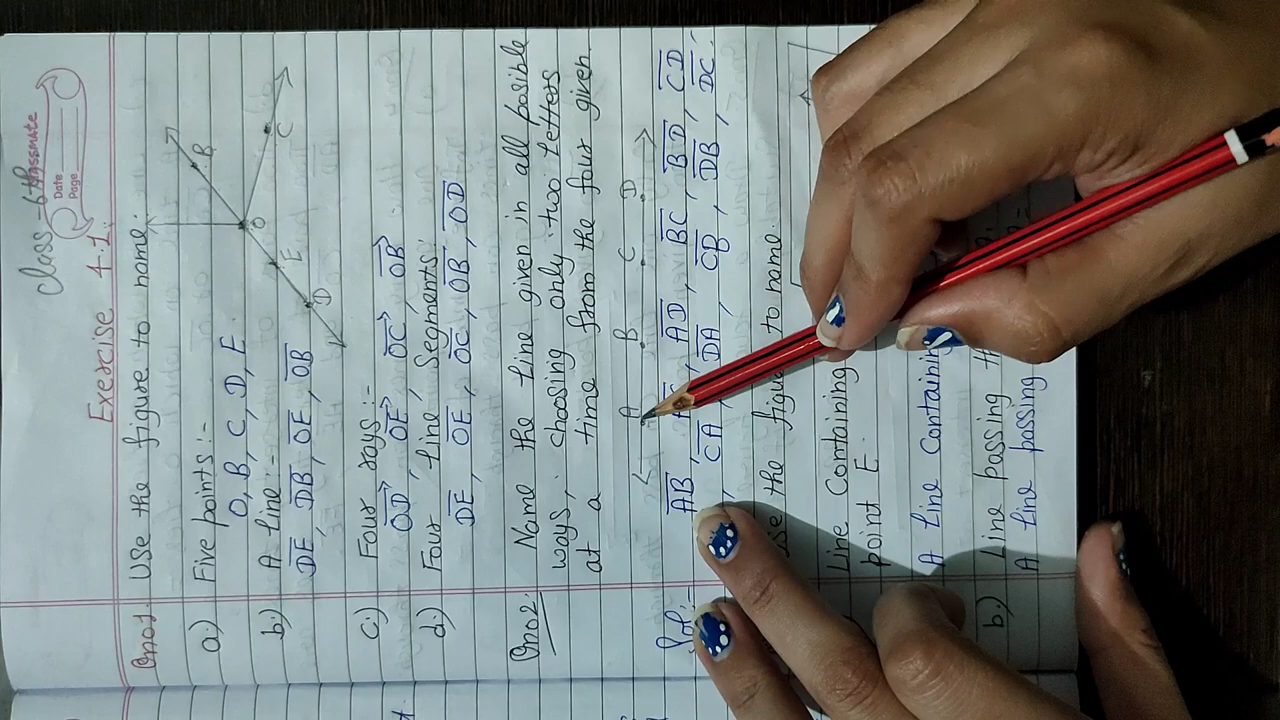 Class-6th
classmate
Date
Page
Exercise 4.1
Qno1. Use the figure to name:
B
O
C
E
D
a.) Five points:-
O, B, C, D, E
b.) A line:-
DE, DB, OE, OB
c.) Four rays:-
OD, OE, OC, OB
d.) Four Line Segments:
DE, OE, OC, OB, OD
Qno2. Name the Line given in all posible
ways, choosing only two letters
at a time from the four given.
A B C D
Sol:- AB, AD, BC, BD, CD
CA, DA, CB, DB, DC.
to name.
Line Containing
point E.
A Line Containing
b.) Line passing
A line passing